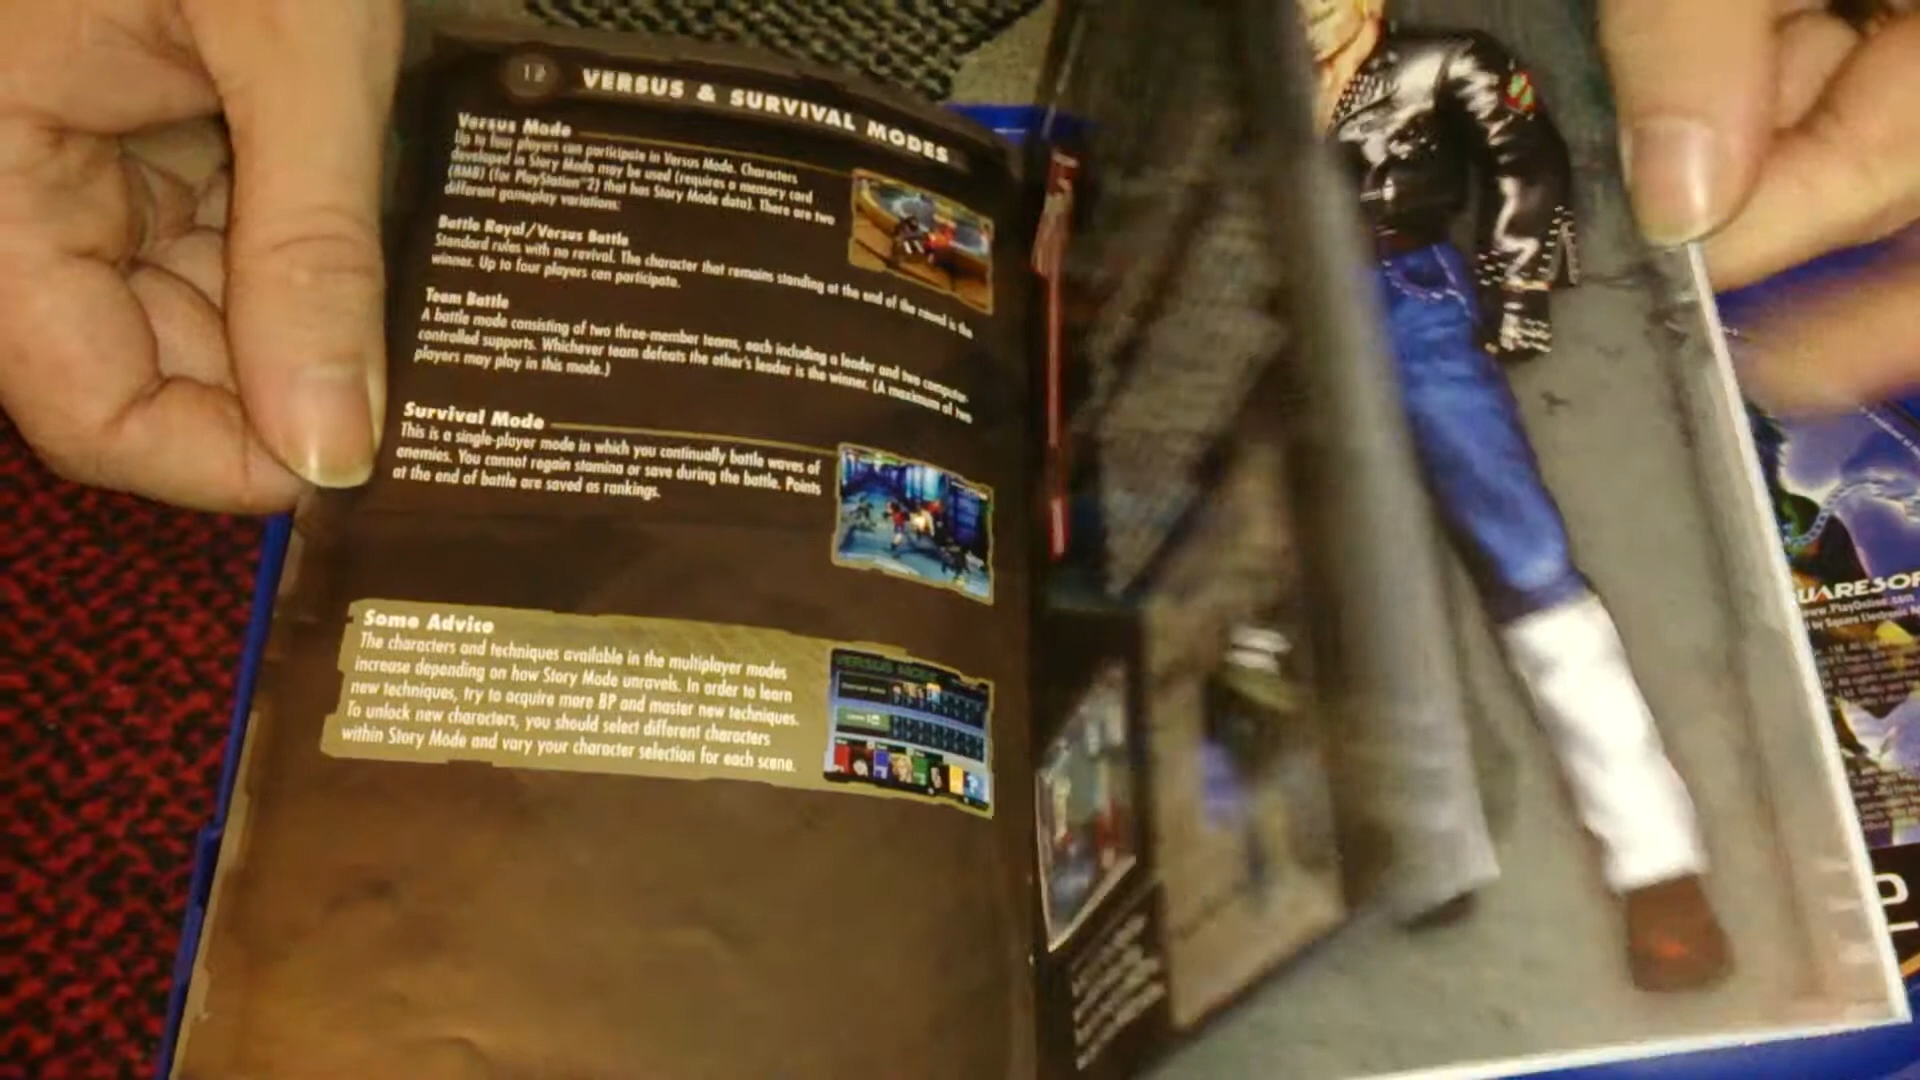 12
VERSUS & SURVIVAL MODES
Versus Mode
Up to four players can participate in Versus Mode. Characters
developed in Story Mode may be used (requires a memory card
(8MB) (for PlayStation®2) that has Story Mode data). There are two
different gameplay variations:
Battle Royal/Versus Battle
Standard rules with no revival. The character that remains standing at the end of the round is the
winner. Up to four players can participate.
Team Battle
A battle mode consisting of two three-member teams, each including a leader and two computer-
controlled supports. Whichever team defeats the other's leader is the winner. (A maximum of two
players may play in this mode.)
Survival Mode
This is a single-player mode in which you continually battle waves of
enemies. You cannot regain stamina or save during the battle. Points
at the end of battle are saved as rankings.
Some Advice
The characters and techniques available in the multiplayer modes
increase depending on how Story Mode unravels. In order to learn
new techniques, try to acquire more BP and master new techniques.
To unlock new characters, you should select different characters
within Story Mode and vary your character selection for each scene.
VERSUS MODE
UARESOF
www.PlayOnline.com
by Square Electronic